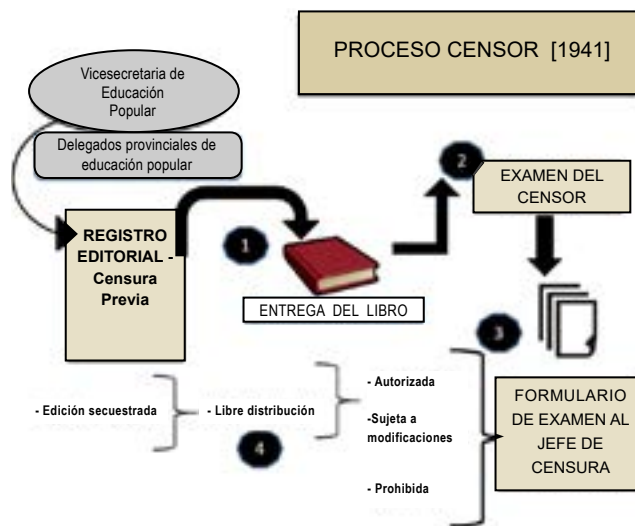 PROCESO CENSOR [1941]
Vicesecretaria de
Educación
Popular
Delegados provinciales de
educación popular
REGISTRO
EDITORIAL -
Censura
Previa
1
ENTREGA DEL LIBRO
2
EXAMEN DEL
CENSOR
3
FORMULARIO
DE EXAMEN AL
JEFE DE
CENSURA
- Autorizada
-Sujeta a
modificaciones
- Prohibida
- Libre distribución
4
- Edición secuestrada